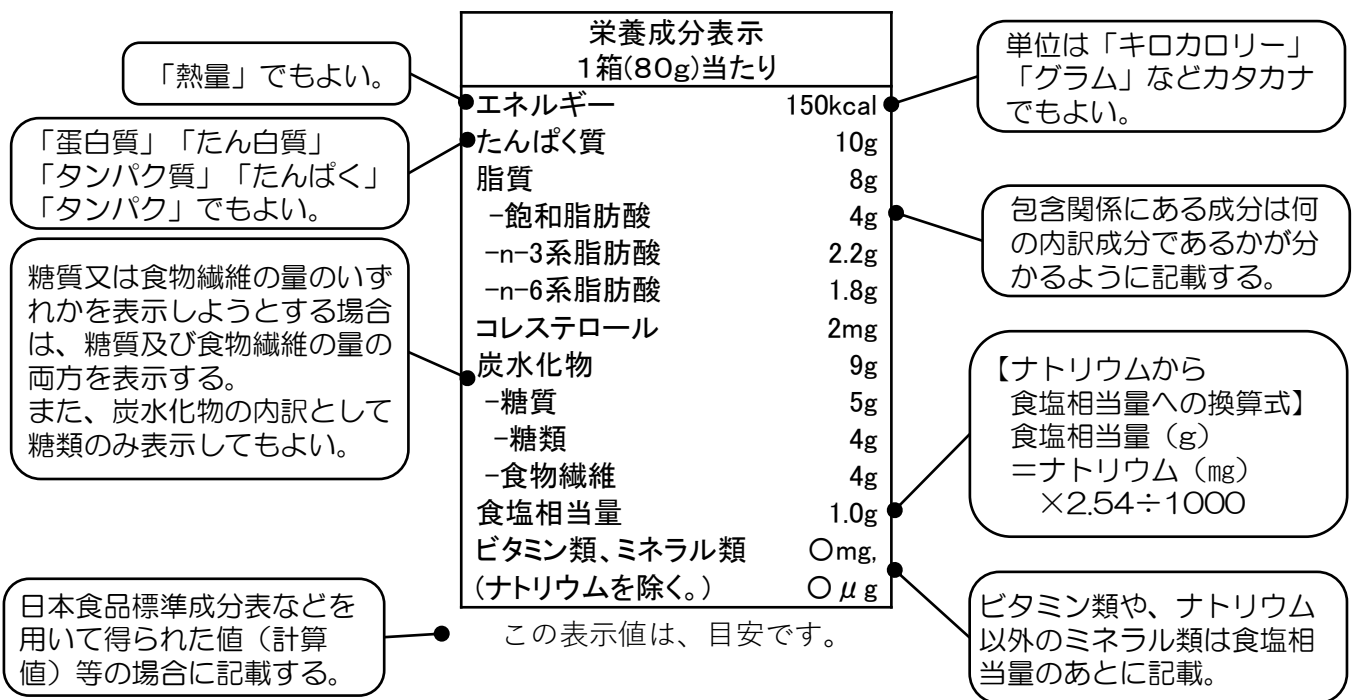 栄養成分表示
1箱(80g)当たり
エネルギー 150kcal
たんぱく質 10g
脂質 8g
-飽和脂肪酸 4g
-n-3系脂肪酸 2.2g
-n-6系脂肪酸 1.8g
コレステロール 2mg
炭水化物 9g
-糖質 5g
-糖類 4g
-食物繊維 4g
食塩相当量 1.0g
ビタミン類、ミネラル類 〇mg,
(ナトリウムを除く。) 〇μg
この表示値は、目安です。
「熱量」でもよい。
「蛋白質」「たん白質」
「タンパク質」「たんぱく」
「タンパク」でもよい。
糖質又は食物繊維の量のいず
れかを表示しようとする場合
は、糖質及び食物繊維の量の
両方を表示する。
また、炭水化物の内訳として
糖類のみ表示してもよい。
日本食品標準成分表などを
用いて得られた値（計算
値）等の場合に記載する。
単位は「キロカロリー」
「グラム」などカタカナ
でもよい。
包含関係にある成分は何
の内訳成分であるかが分
かるように記載する。
【ナトリウムから
食塩相当量への換算式】
食塩相当量（g）
＝ナトリウム（㎎）
×2.54÷1000
ビタミン類や、ナトリウム
以外のミネラル類は食塩相
当量のあとに記載。